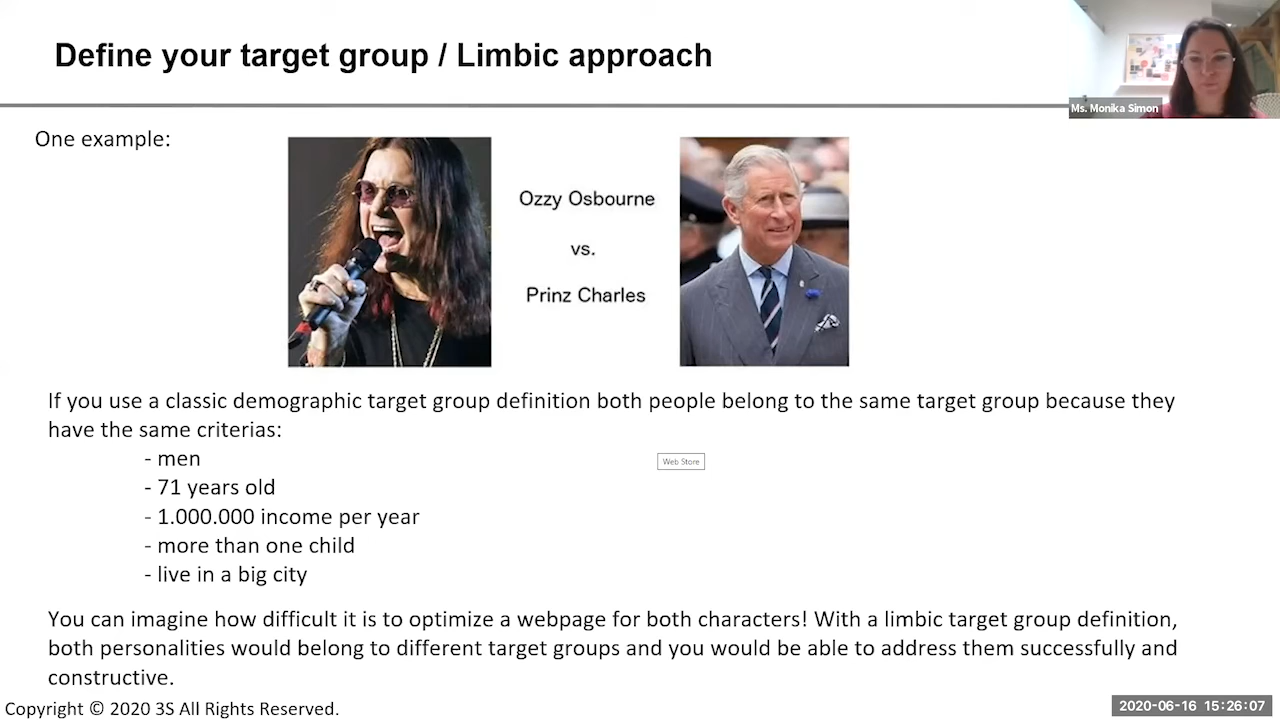 Define your target group / Limbic approach
Ms. Monika Simon
One example:
Ozzy Osbourne
vs.
Prinz Charles
If you use a classic demographic target group definition both people belong to the same target group because they
have the same criterias:
- men
- 71 years old
- 1.000.000 income per year
- more than one child
- live in a big city
Web Store
You can imagine how difficult it is to optimize a webpage for both characters! With a limbic target group definition,
both personalities would belong to different target groups and you would be able to address them successfully and
constructive.
Copyright © 2020 3S All Rights Reserved.
2020-06-16 15:26:07